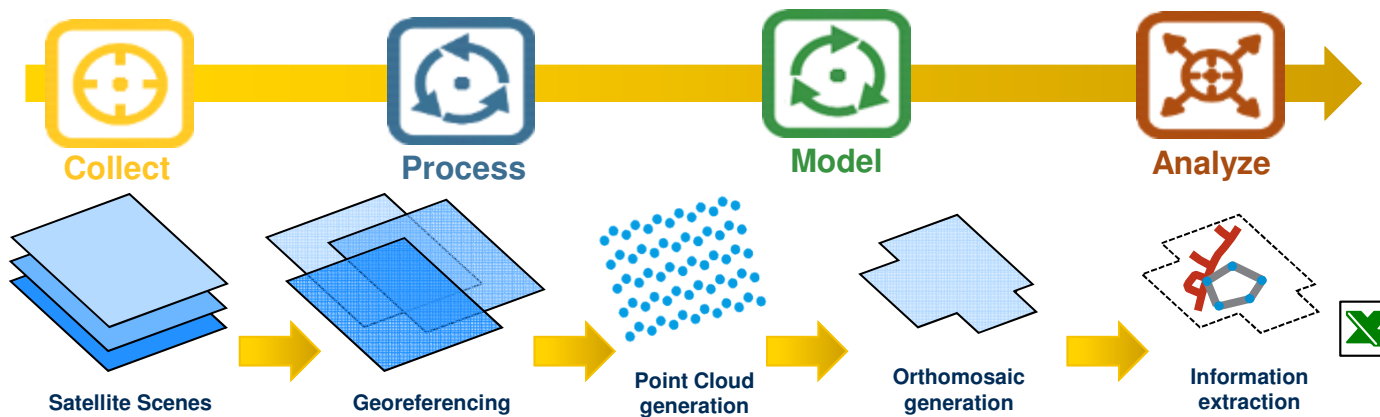 Collect
Process
Model
Analyze
Satellite Scenes
Georeferencing
Point Cloud
generation
Orthomosaic
generation
Information
extraction